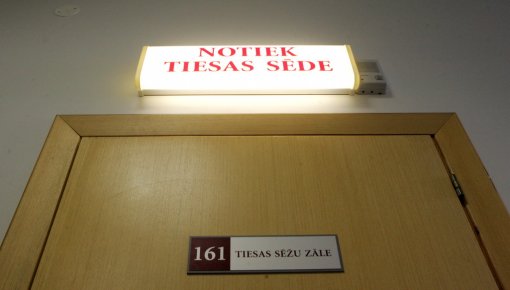 NOTIEK
TIESAS SĒDE
161 TIESAS SĒŽU ZĀLE